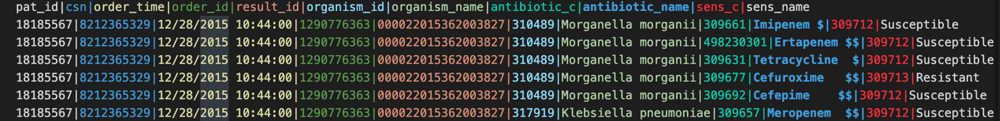 pat_id|csn|order_time|order_id|result_id|organism_id|organism_name|antibiotic_c|antibiotic_name|sens_c|sens_name
18185567|8212365329|12/28/2015 10:44:00|1290776363|000022015362003827|310489|Morganella morganii|309661|Imipenem $|309712|Susceptible
18185567|8212365329|12/28/2015 10:44:00|1290776363|000022015362003827|310489|Morganella morganii|498230301|Ertapenem $$|309712|Susceptible
18185567|8212365329|12/28/2015 10:44:00|1290776363|000022015362003827|310489|Morganella morganii|309631|Tetracycline  $|309712|Susceptible
18185567|8212365329|12/28/2015 10:44:00|1290776363|000022015362003827|310489|Morganella morganii|309677|Cefuroxime   $$|309713|Resistant
18185567|8212365329|12/28/2015 10:44:00|1290776363|000022015362003827|310489|Morganella morganii|309692|Cefepime    $$|309712|Susceptible
18185567|8212365329|12/28/2015 10:44:00|1290776363|000022015362003827|317919|Klebsiella pneumoniae|309657|Meropenem  $$|309712|Susceptible